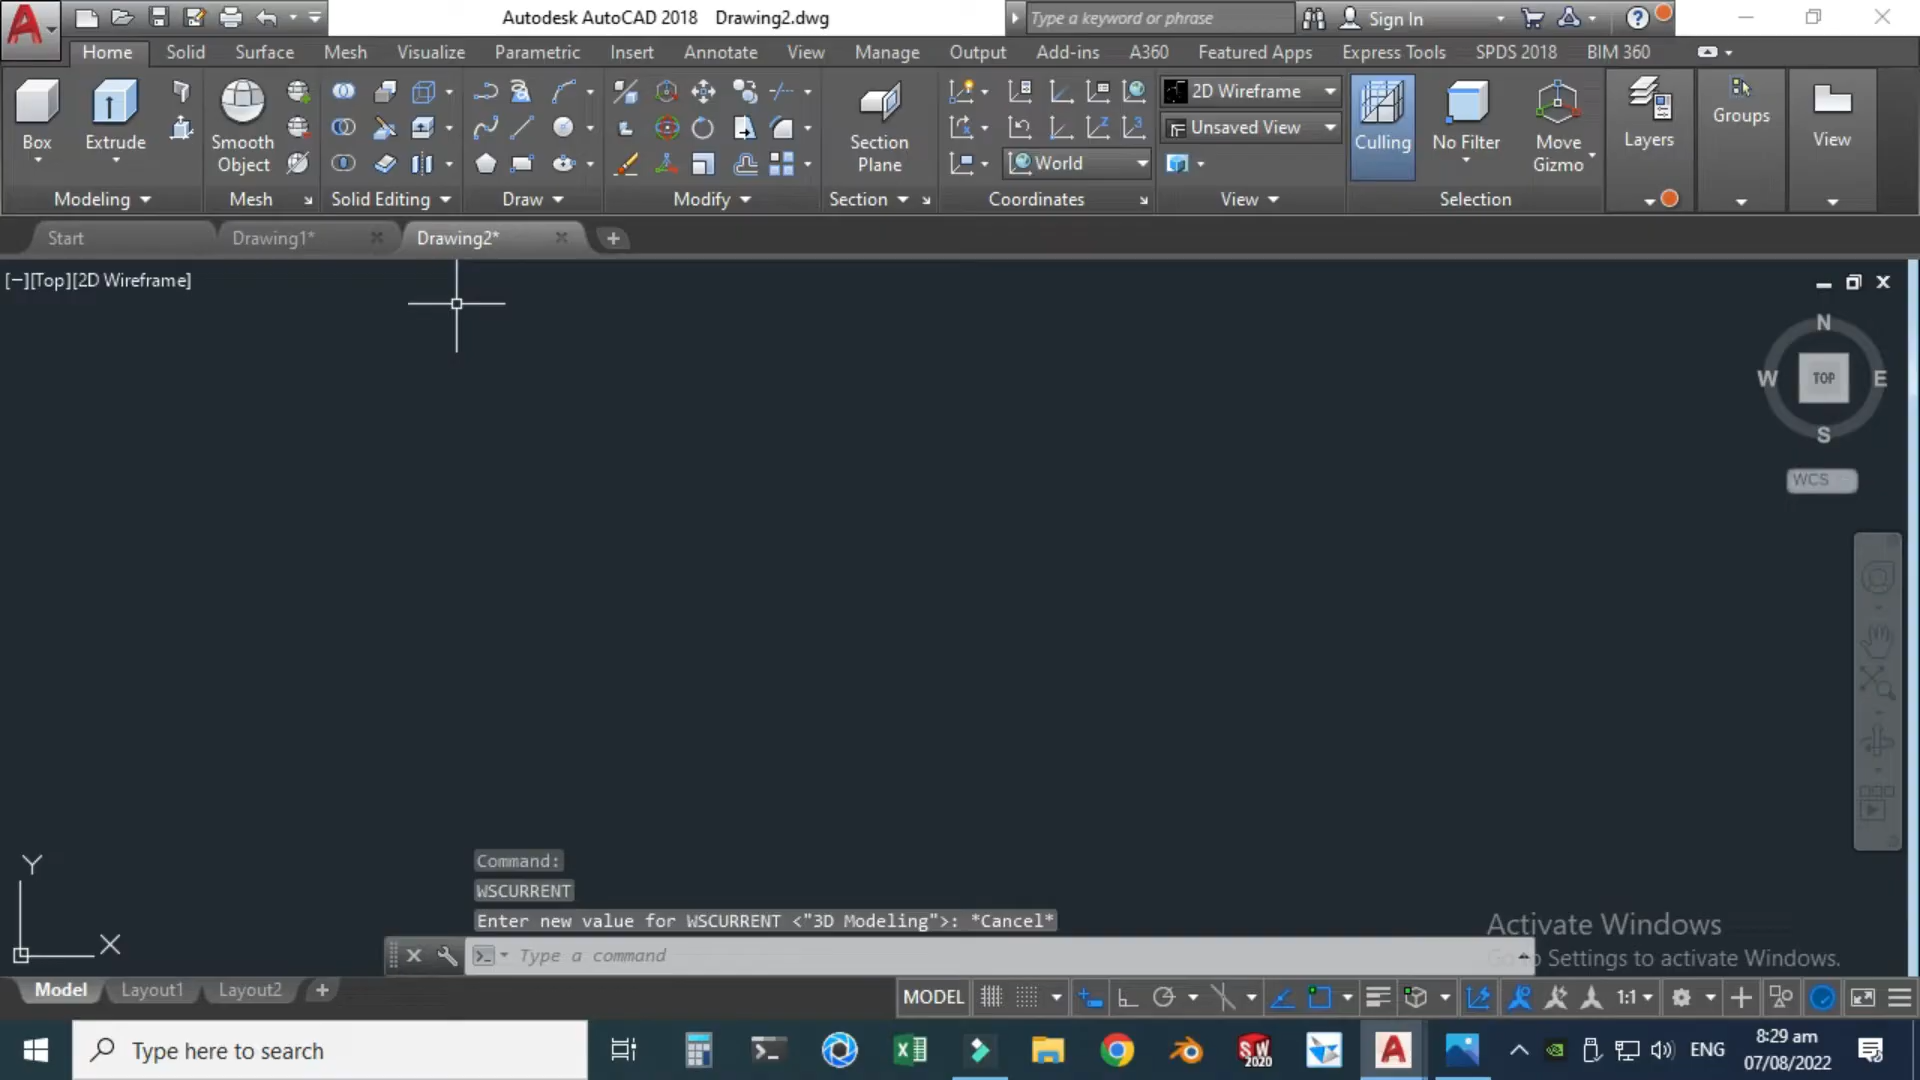 Autodesk AutoCAD 2018 Drawing2.dwg
Type a keyword or phrase
Sign In
Home Solid Surface Mesh Visualize Parametric Insert Annotate View Manage Output Add-ins A360 Featured Apps Express Tools SPDS 2018 BIM 360
2D Wireframe
Unsaved View
World
Box
Extrude
Smooth
Object
Section
Plane
Culling
No Filter
Move
Gizmo
Layers
Groups
View
Modeling Mesh Solid Editing Draw Modify Section Coordinates View Selection
Start Drawing1* Drawing2*
[−][Top][2D Wireframe]
N
W TOP E
S
WCS
Y
X
Command:
WSCURRENT
Enter new value for WSCURRENT <"3D Modeling">: *Cancel*
Type a command
Activate Windows
Settings to activate Windows.
Model Layout1 Layout2
MODEL
1:1
Type here to search
SW
2020
ENG
8:29 am
07/08/2022